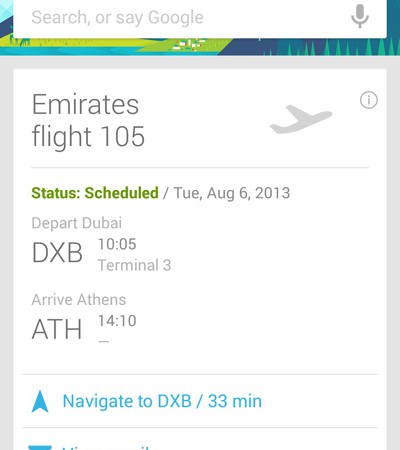 Search, or say Google
Emirates
flight 105
Status: Scheduled / Tue, Aug 6, 2013
Depart Dubai
DXB 10:05
Terminal 3
Arrive Athens
ATH 14:10
—
Navigate to DXB / 33 min